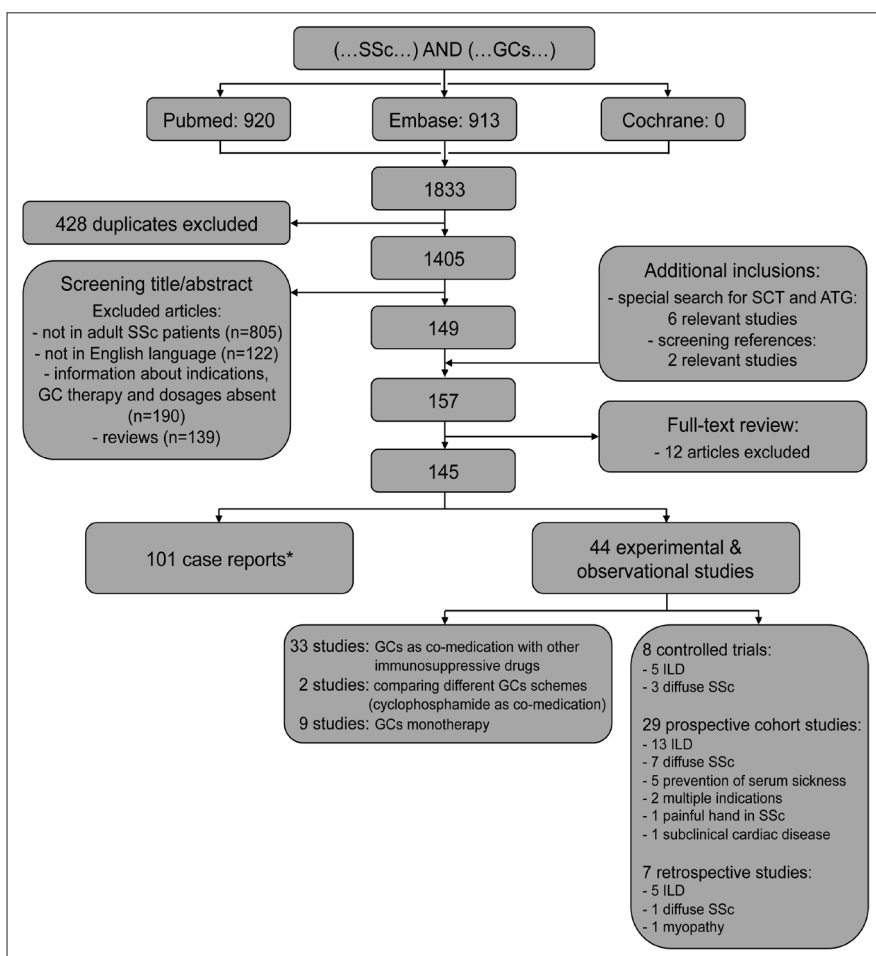 (...SSc...) AND (...GCs...)
Pubmed: 920
Embase: 913
Cochrane: 0
1833
428 duplicates excluded
1405
Screening title/abstract
Excluded articles:
- not in adult SSc patients (n=805)
- not in English language (n=122)
- information about indications,
GC therapy and dosages absent
(n=190)
- reviews (n=139)
149
Additional inclusions:
- special search for SCT and ATG:
6 relevant studies
- screening references:
2 relevant studies
157
Full-text review:
- 12 articles excluded
145
101 case reports*
44 experimental &
observational studies
33 studies: GCs as co-medication with other
immunosuppressive drugs
2 studies: comparing different GCs schemes
(cyclophosphamide as co-medication)
9 studies: GCs monotherapy
8 controlled trials:
- 5 ILD
- 3 diffuse SSc
29 prospective cohort studies:
- 13 ILD
- 7 diffuse SSc
- 5 prevention of serum sickness
- 2 multiple indications
- 1 painful hand in SSc
- 1 subclinical cardiac disease
7 retrospective studies:
- 5 ILD
- 1 diffuse SSc
- 1 myopathy